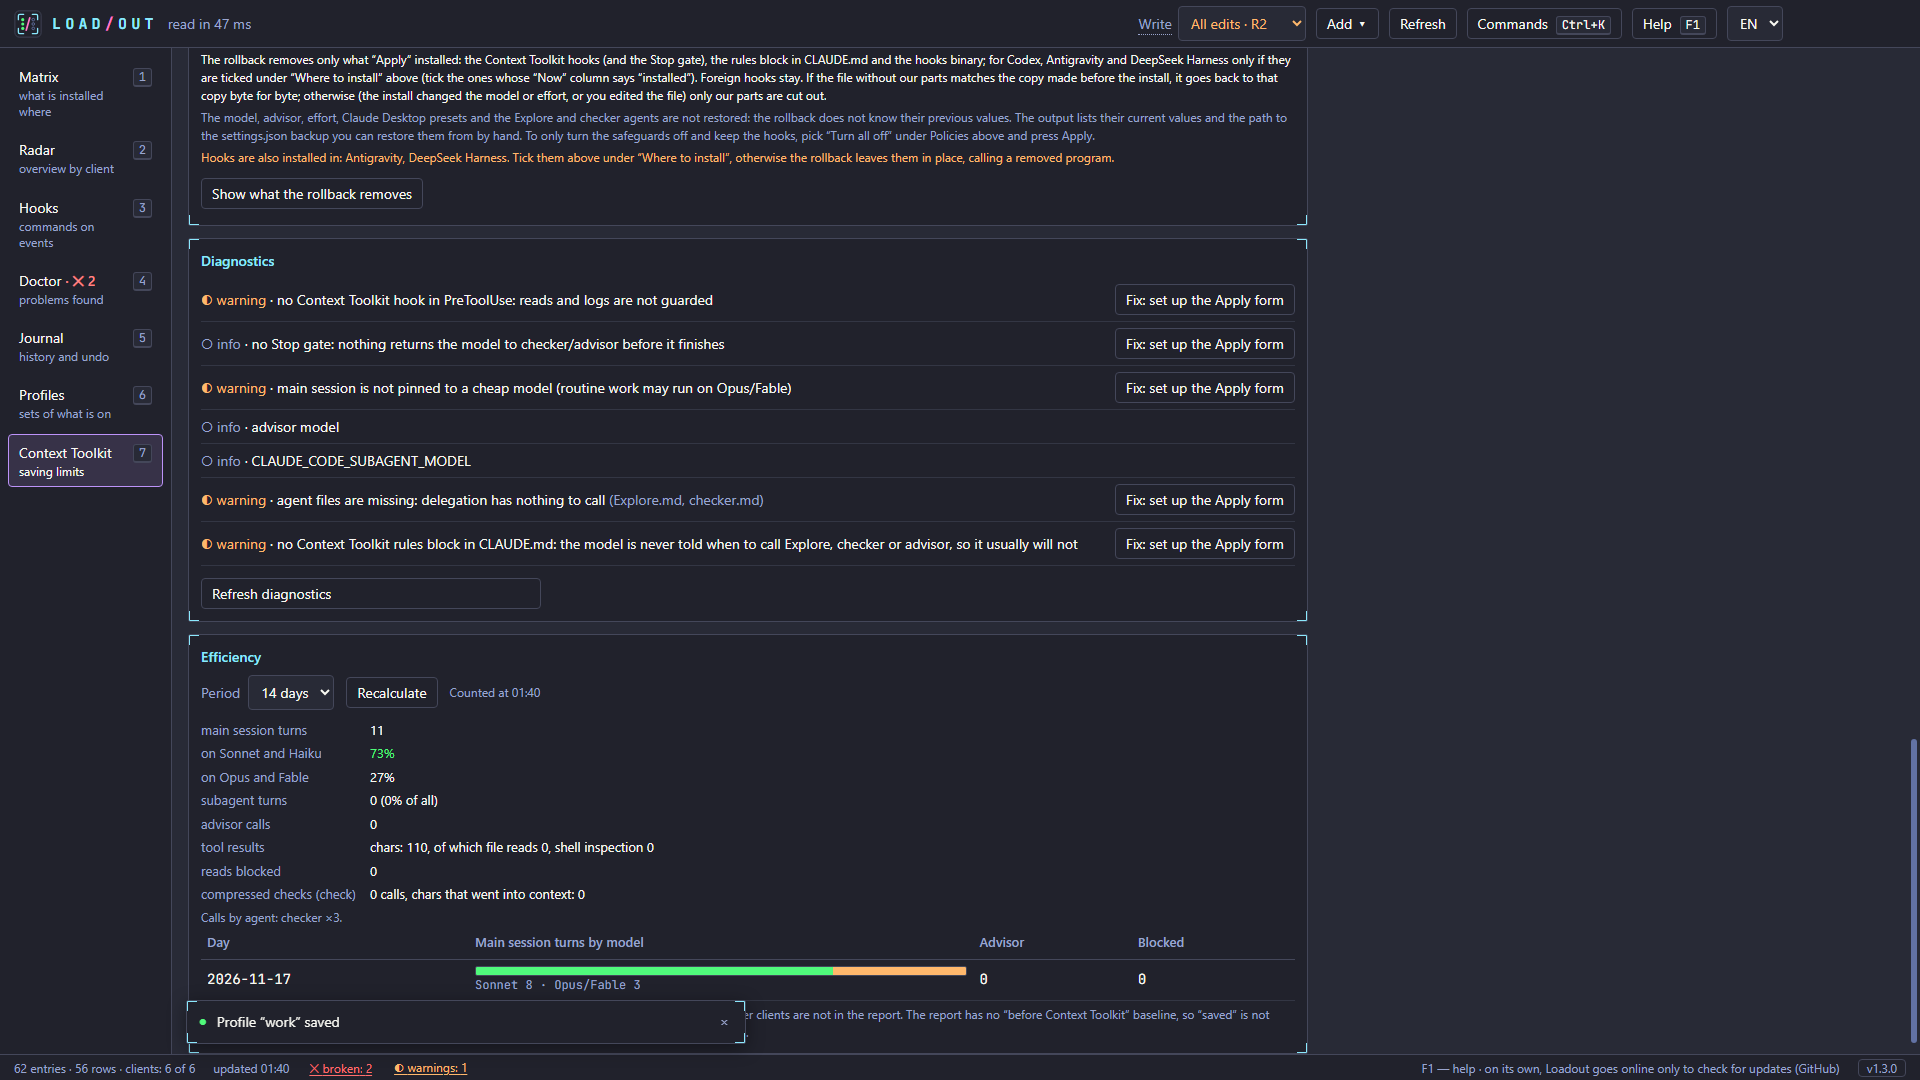 LOAD/OUT read in 47 ms Write All edits · R2 Add ▾ Refresh Commands Ctrl+K Help F1 EN
Matrix 1
what is installed
where
Radar 2
overview by client
Hooks 3
commands on
events
Doctor · ✕ 2 4
problems found
Journal 5
history and undo
Profiles 6
sets of what is on
Context Toolkit 7
saving limits
The rollback removes only what “Apply” installed: the Context Toolkit hooks (and the Stop gate), the rules block in CLAUDE.md and the hooks binary; for Codex, Antigravity and DeepSeek Harness only if they
are ticked under “Where to install” above (tick the ones whose “Now” column says “installed”). Foreign hooks stay. If the file without our parts matches the copy made before the install, it goes back to that
copy byte for byte; otherwise (the install changed the model or effort, or you edited the file) only our parts are cut out.
The model, advisor, effort, Claude Desktop presets and the Explore and checker agents are not restored: the rollback does not know their previous values. The output lists their current values and the path to
the settings.json backup you can restore them from by hand. To only turn the safeguards off and keep the hooks, pick “Turn all off” under Policies above and press Apply.
Hooks are also installed in: Antigravity, DeepSeek Harness. Tick them above under “Where to install”, otherwise the rollback leaves them in place, calling a removed program.
Show what the rollback removes
Diagnostics
warning · no Context Toolkit hook in PreToolUse: reads and logs are not guarded Fix: set up the Apply form
info · no Stop gate: nothing returns the model to checker/advisor before it finishes Fix: set up the Apply form
warning · main session is not pinned to a cheap model (routine work may run on Opus/Fable) Fix: set up the Apply form
info · advisor model
info · CLAUDE_CODE_SUBAGENT_MODEL
warning · agent files are missing: delegation has nothing to call (Explore.md, checker.md) Fix: set up the Apply form
warning · no Context Toolkit rules block in CLAUDE.md: the model is never told when to call Explore, checker or advisor, so it usually will not Fix: set up the Apply form
Refresh diagnostics
Efficiency
Period 14 days Recalculate Counted at 01:40
main session turns 11
on Sonnet and Haiku 73%
on Opus and Fable 27%
subagent turns 0 (0% of all)
advisor calls 0
tool results chars: 110, of which file reads 0, shell inspection 0
reads blocked 0
compressed checks (check) 0 calls, chars that went into context: 0
Calls by agent: checker ×3.
Day Main session turns by model Advisor Blocked
2026-11-17 0 0
Sonnet 8 · Opus/Fable 3
er clients are not in the report. The report has no “before Context Toolkit” baseline, so “saved” is not
Profile “work” saved ×
62 entries · 56 rows · clients: 6 of 6 updated 01:40 ✕ broken: 2 warnings: 1 F1 — help · on its own, Loadout goes online only to check for updates (GitHub) v1.3.0